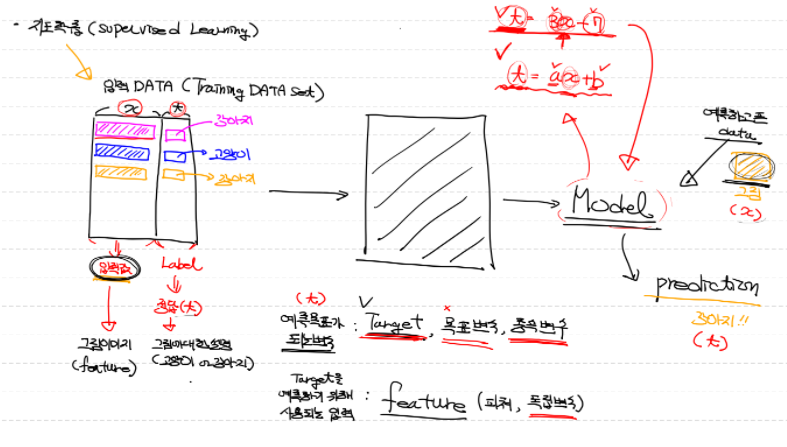 · 지도학습 (Supervised Learning)
t = 3x - 7
t = ax + b
입력 DATA (Training DATA Set)
x t
강아지
고양이
강아지
예측하고픈
data
그림
(x)
Model
입력값
Label
정답(t)
그림이미지
(feature)
그림에대한설명
(고양이 or 강아지)
prediction
강아지!!
(t)
(t)
예측목표가
되는변수 : Target, 목표변수, 종속변수
Target을
예측하기 위해
사용되는 입력 : feature (피쳐, 독립변수)